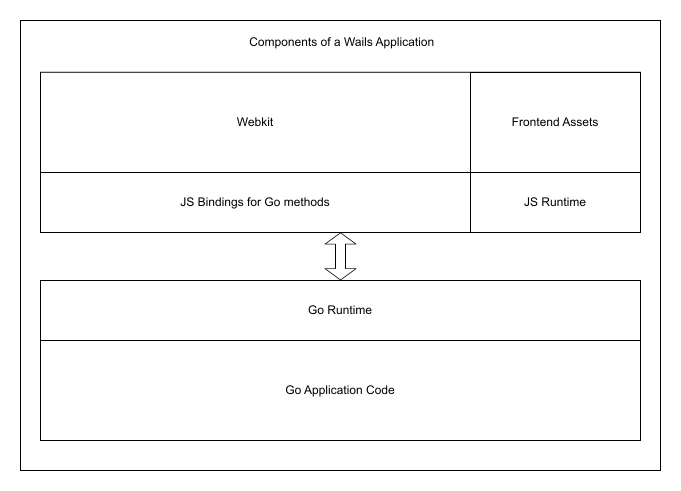 Components of a Wails Application
Webkit
Frontend Assets
JS Bindings for Go methods
JS Runtime
Go Runtime
Go Application Code